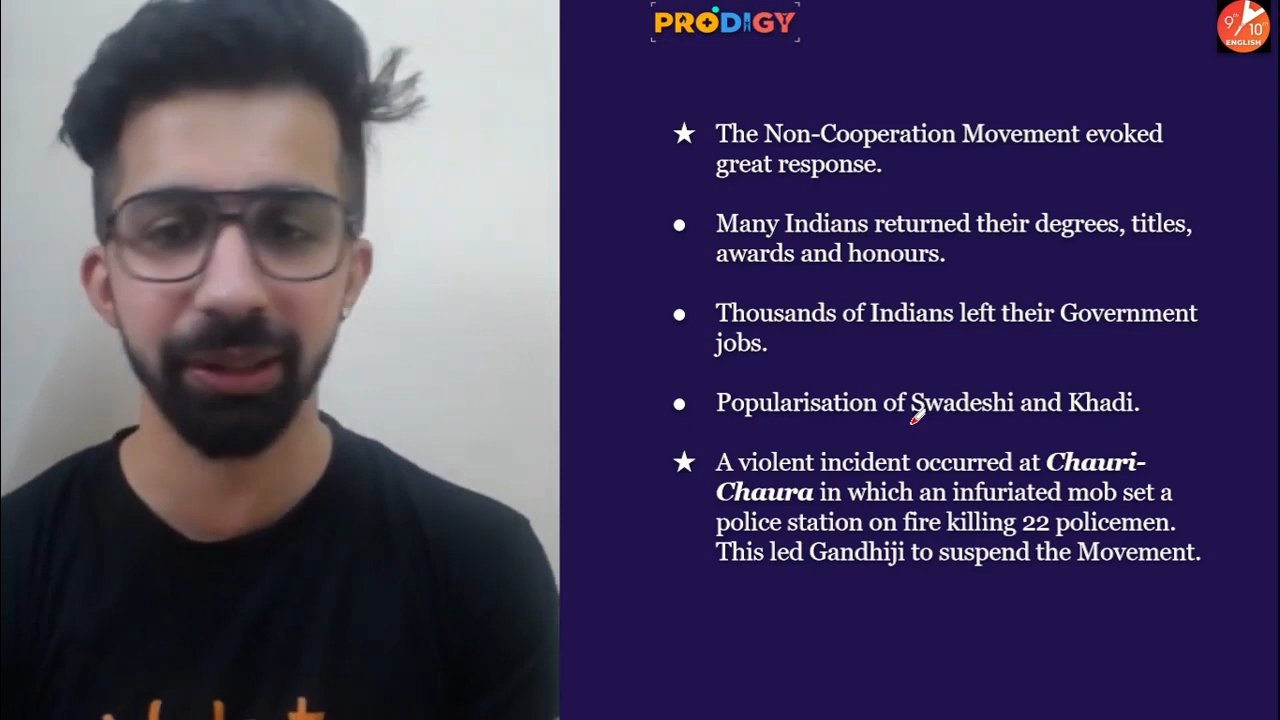 PRODIGY
9th 10th
ENGLISH
★ The Non-Cooperation Movement evoked
great response.
● Many Indians returned their degrees, titles,
awards and honours.
● Thousands of Indians left their Government
jobs.
● Popularisation of Swadeshi and Khadi.
★ A violent incident occurred at Chauri-
Chaura in which an infuriated mob set a
police station on fire killing 22 policemen.
This led Gandhiji to suspend the Movement.